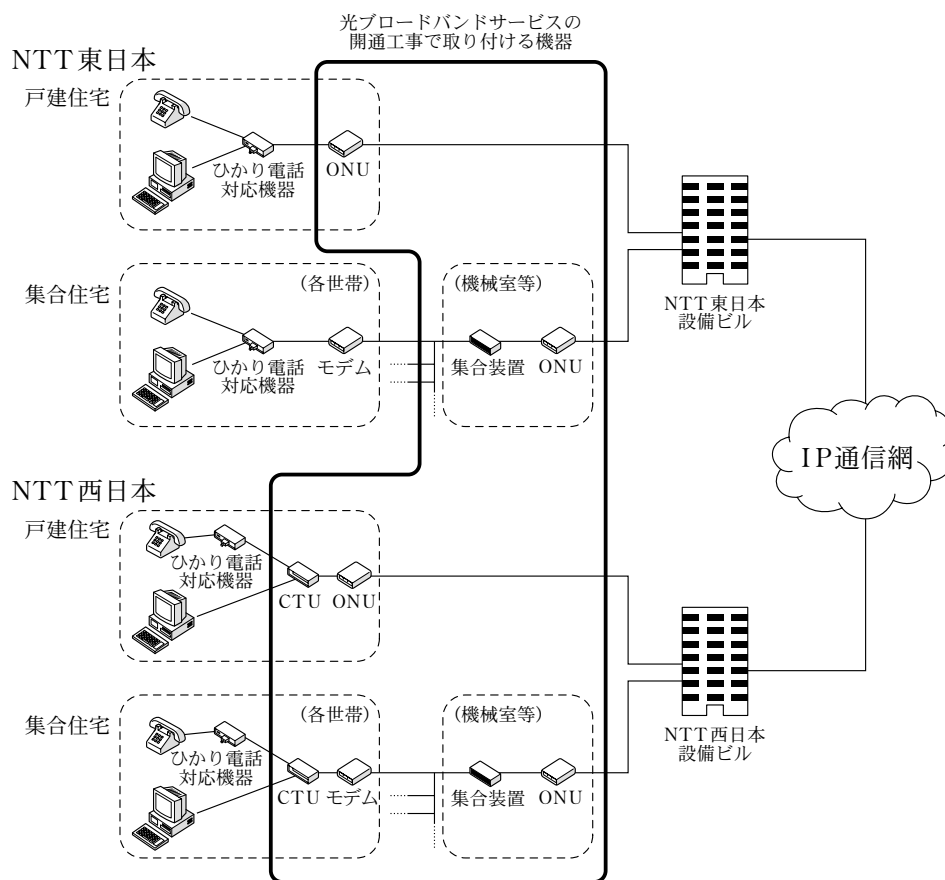 光ブロードバンドサービスの
開通工事で取り付ける機器
NTT東日本
戸建住宅
ひかり電話
対応機器
ONU
集合住宅
(各世帯)
(機械室等)
ひかり電話
対応機器
モデム
集合装置
ONU
NTT東日本
設備ビル
IP通信網
NTT西日本
戸建住宅
ひかり電話
対応機器
CTU
ONU
集合住宅
(各世帯)
(機械室等)
ひかり電話
対応機器
CTU
モデム
集合装置
ONU
NTT西日本
設備ビル